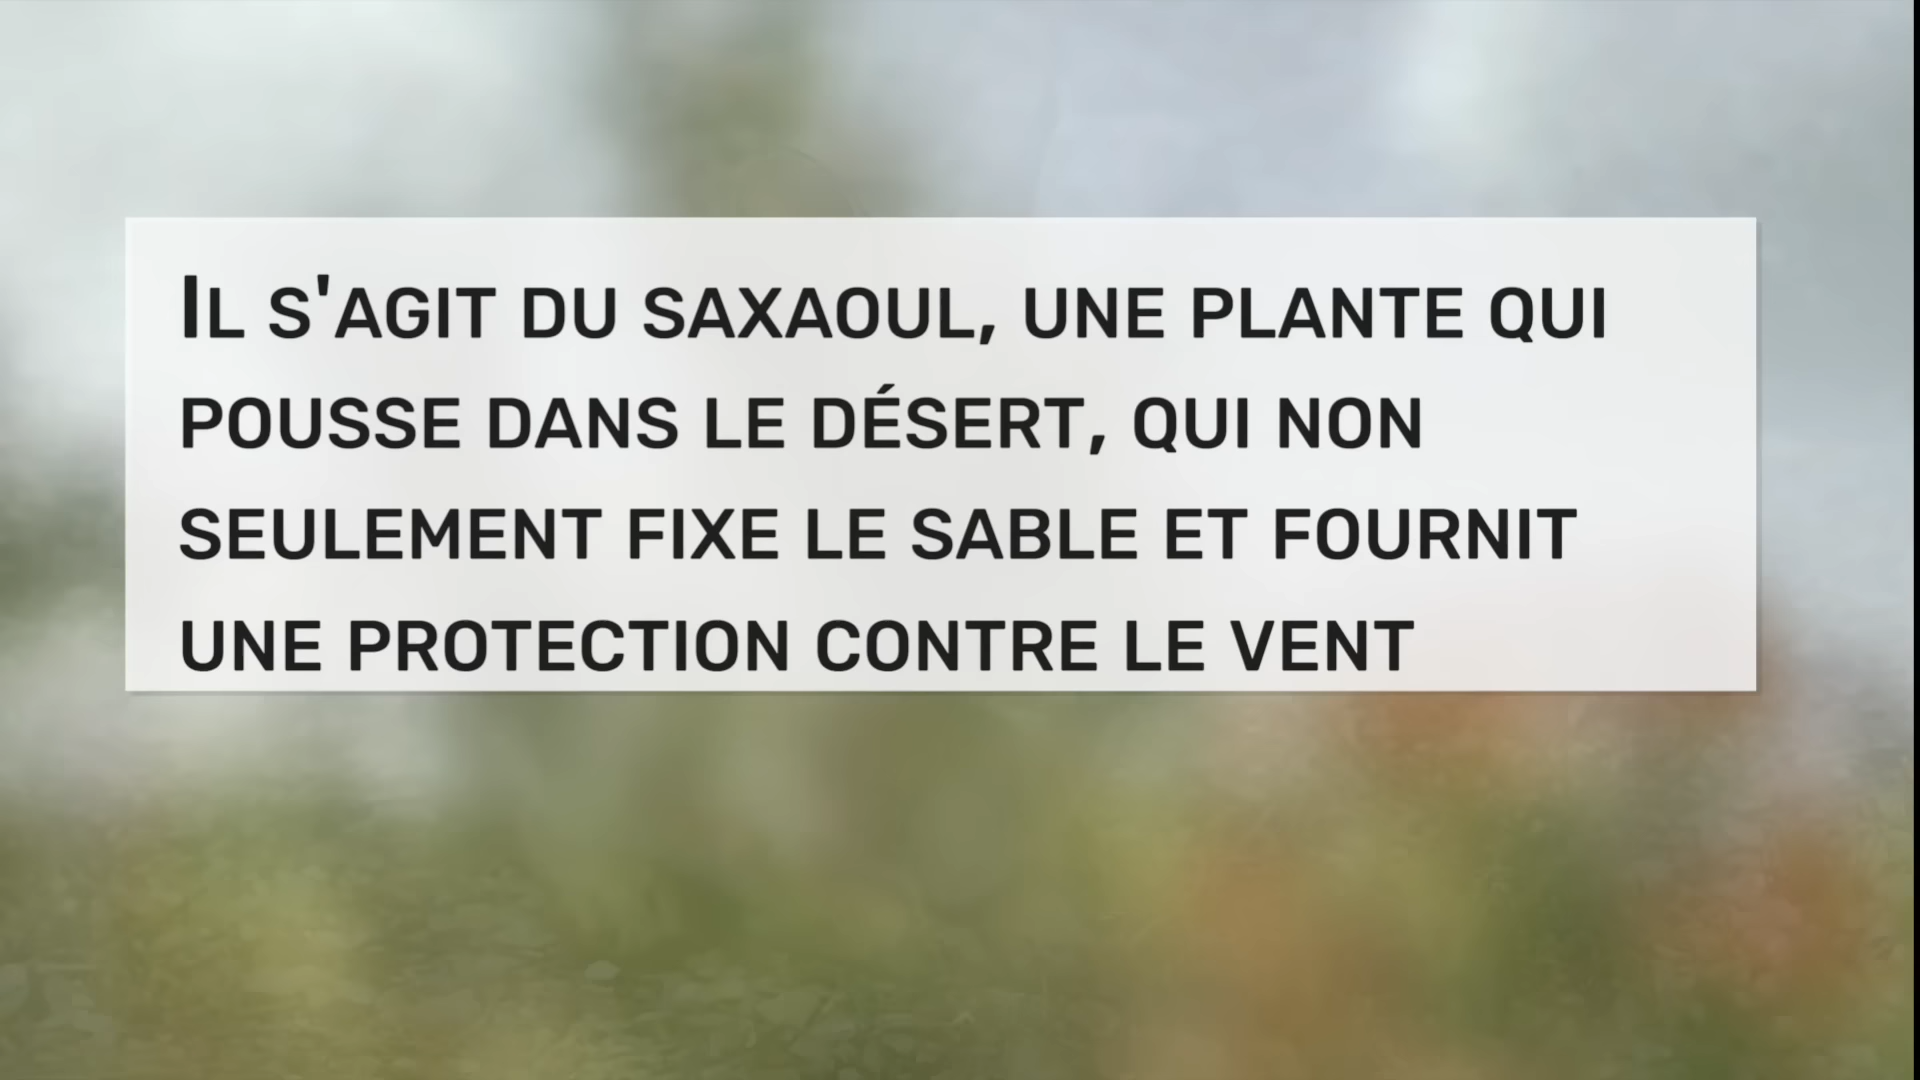 Il s'agit du saxaoul, une plante qui
pousse dans le désert, qui non
seulement fixe le sable et fournit
une protection contre le vent